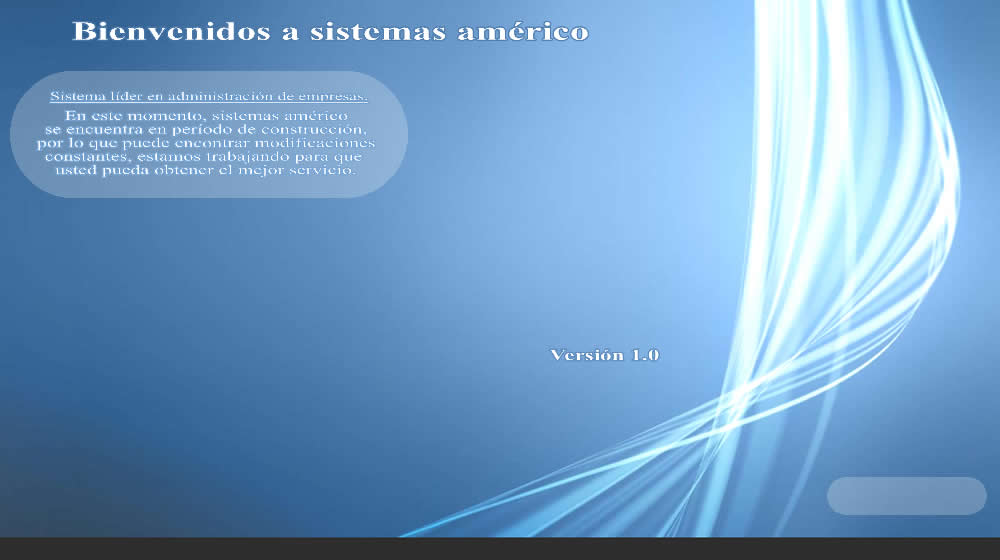 Bienvenidos a sistemas américo
Sistema líder en administración de empresas.
En este momento, sistemas américo
se encuentra en período de construcción,
por lo que puede encontrar modificaciones
constantes, estamos trabajando para que
usted pueda obtener el mejor servicio.
Versión 1.0